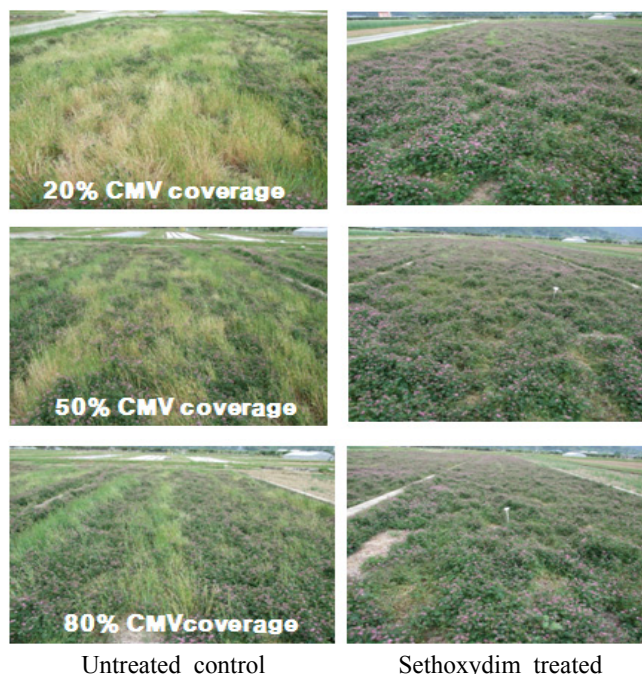 20% CMV coverage
50% CMV coverage
80% CMVcoverage
Untreated control
Sethoxydim treated